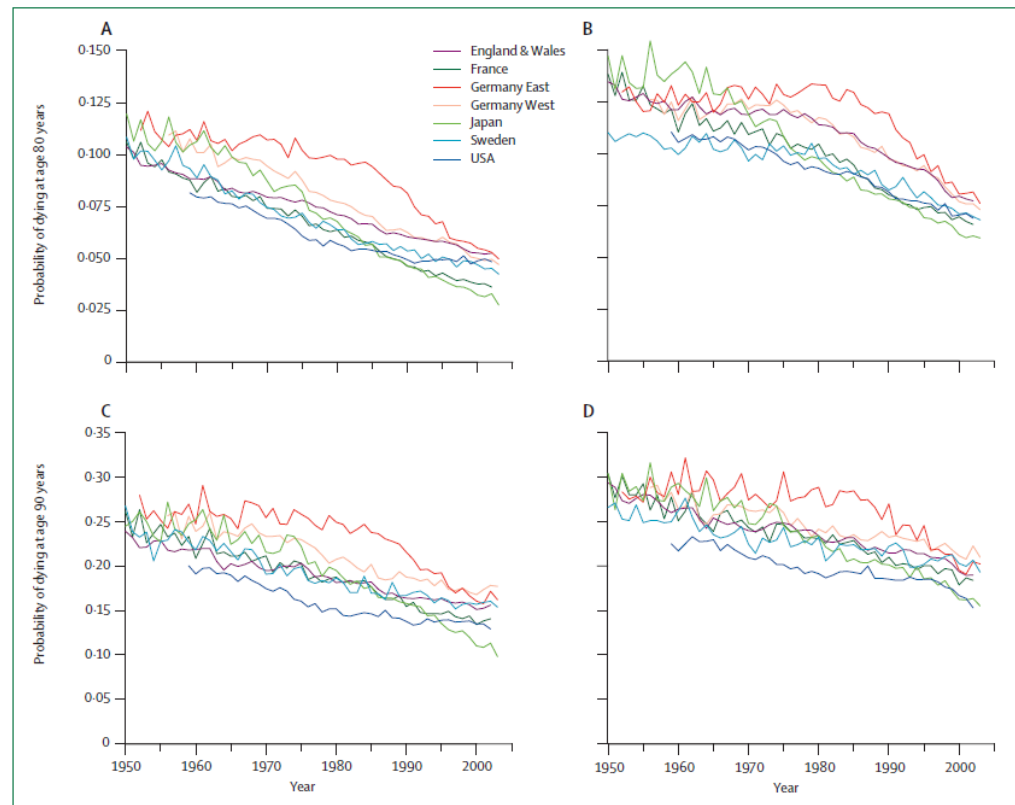 A
B
Probability of dying at age 80 years
0·150
0·125
0·100
0·075
0·050
0·025
0
England & Wales
France
Germany East
Germany West
Japan
Sweden
USA
C
D
Probability of dying at age 90 years
0·35
0·30
0·25
0·20
0·15
0·10
0·05
0
1950 1960 1970 1980 1990 2000
Year
1950 1960 1970 1980 1990 2000
Year